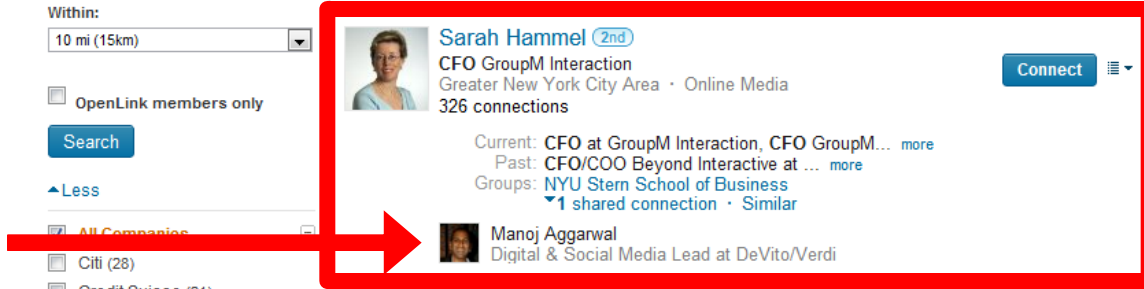 Within:
10 mi (15km)
OpenLink members only
Search
Less
All Companies
Citi (28)
Credit Suisse
Sarah Hammel 2nd
CFO GroupM Interaction
Greater New York City Area · Online Media
326 connections
Connect
Current: CFO at GroupM Interaction, CFO GroupM... more
Past: CFO/COO Beyond Interactive at ... more
Groups: NYU Stern School of Business
1 shared connection · Similar
Manoj Aggarwal
Digital & Social Media Lead at DeVito/Verdi